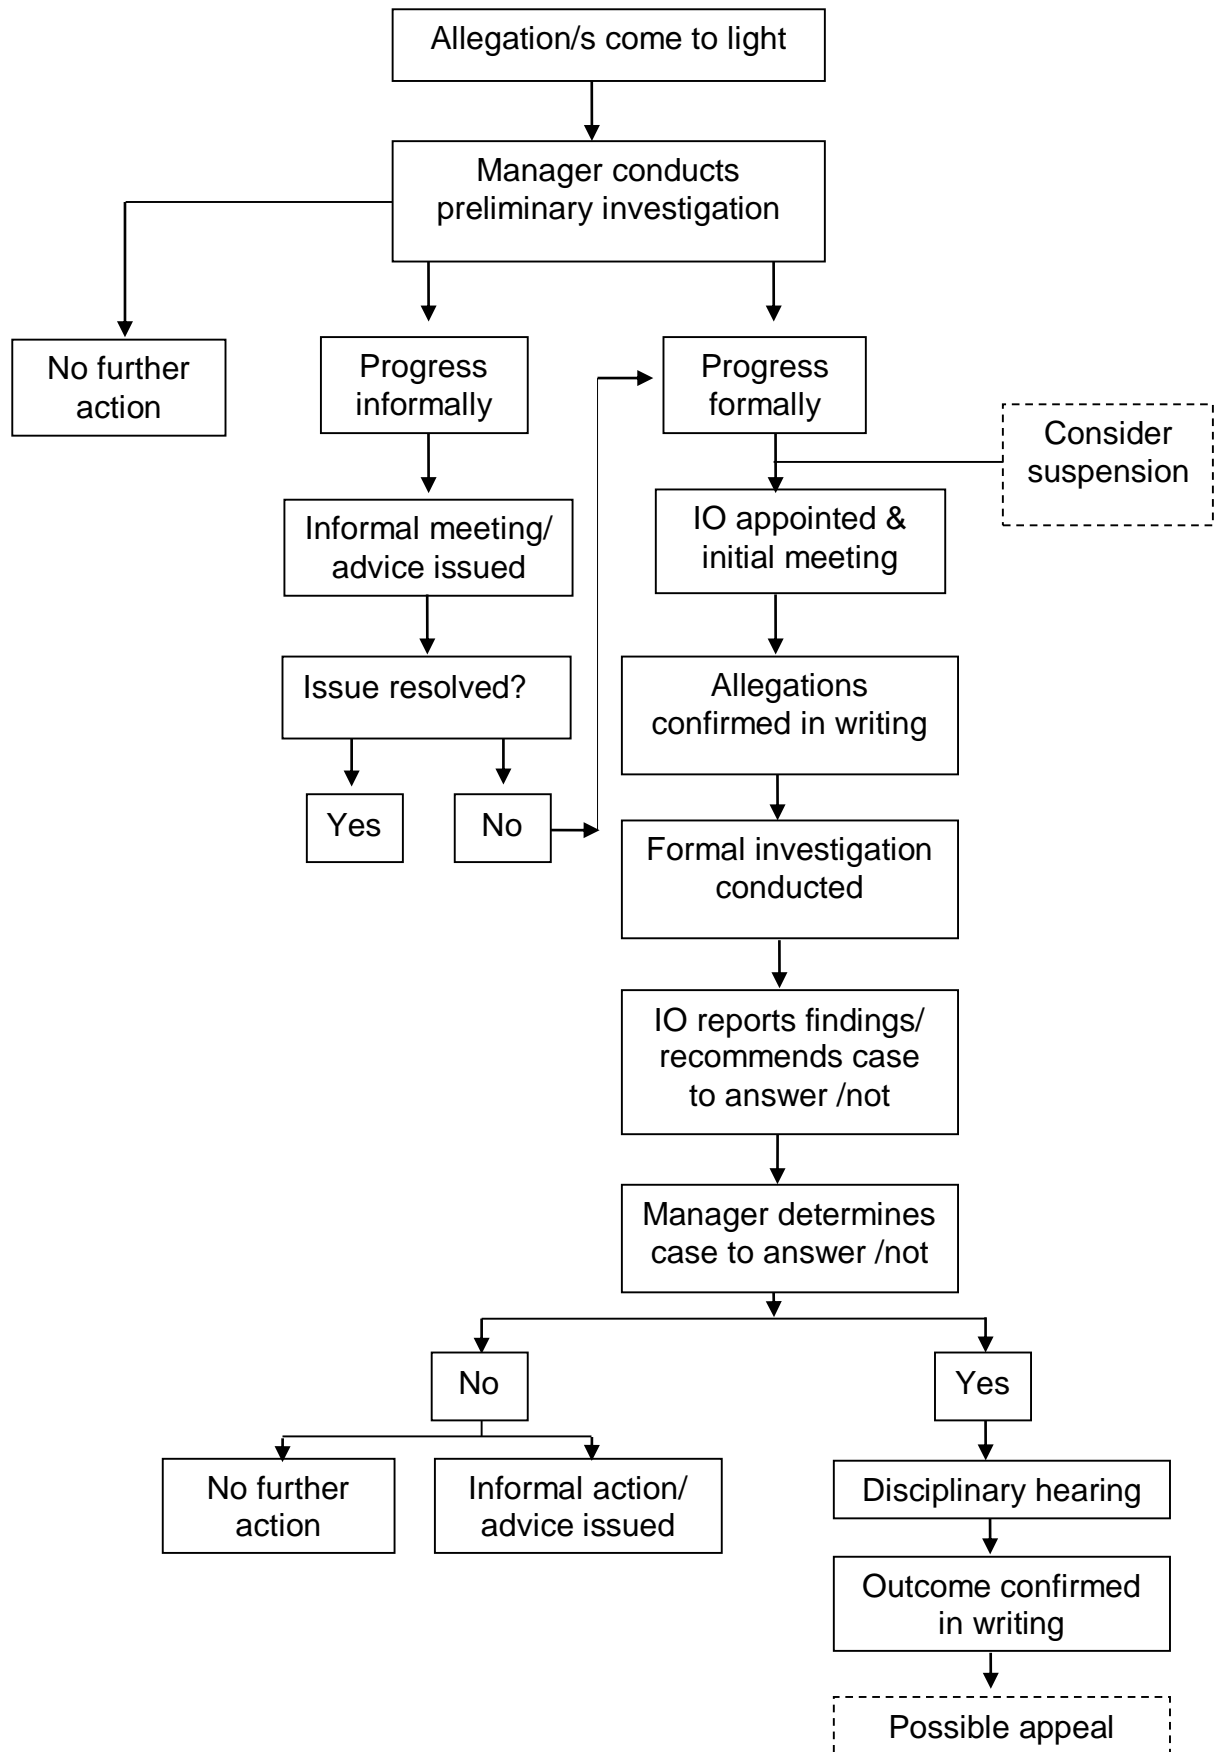 Allegation/s come to light
Manager conducts
preliminary investigation
No further
action
Progress
informally
Progress
formally
Consider
suspension
Informal meeting/
advice issued
IO appointed &
initial meeting
Issue resolved?
Allegations
confirmed in writing
Yes
No
Formal investigation
conducted
IO reports findings/
recommends case
to answer /not
Manager determines
case to answer /not
No
Yes
No further
action
Informal action/
advice issued
Disciplinary hearing
Outcome confirmed
in writing
Possible appeal